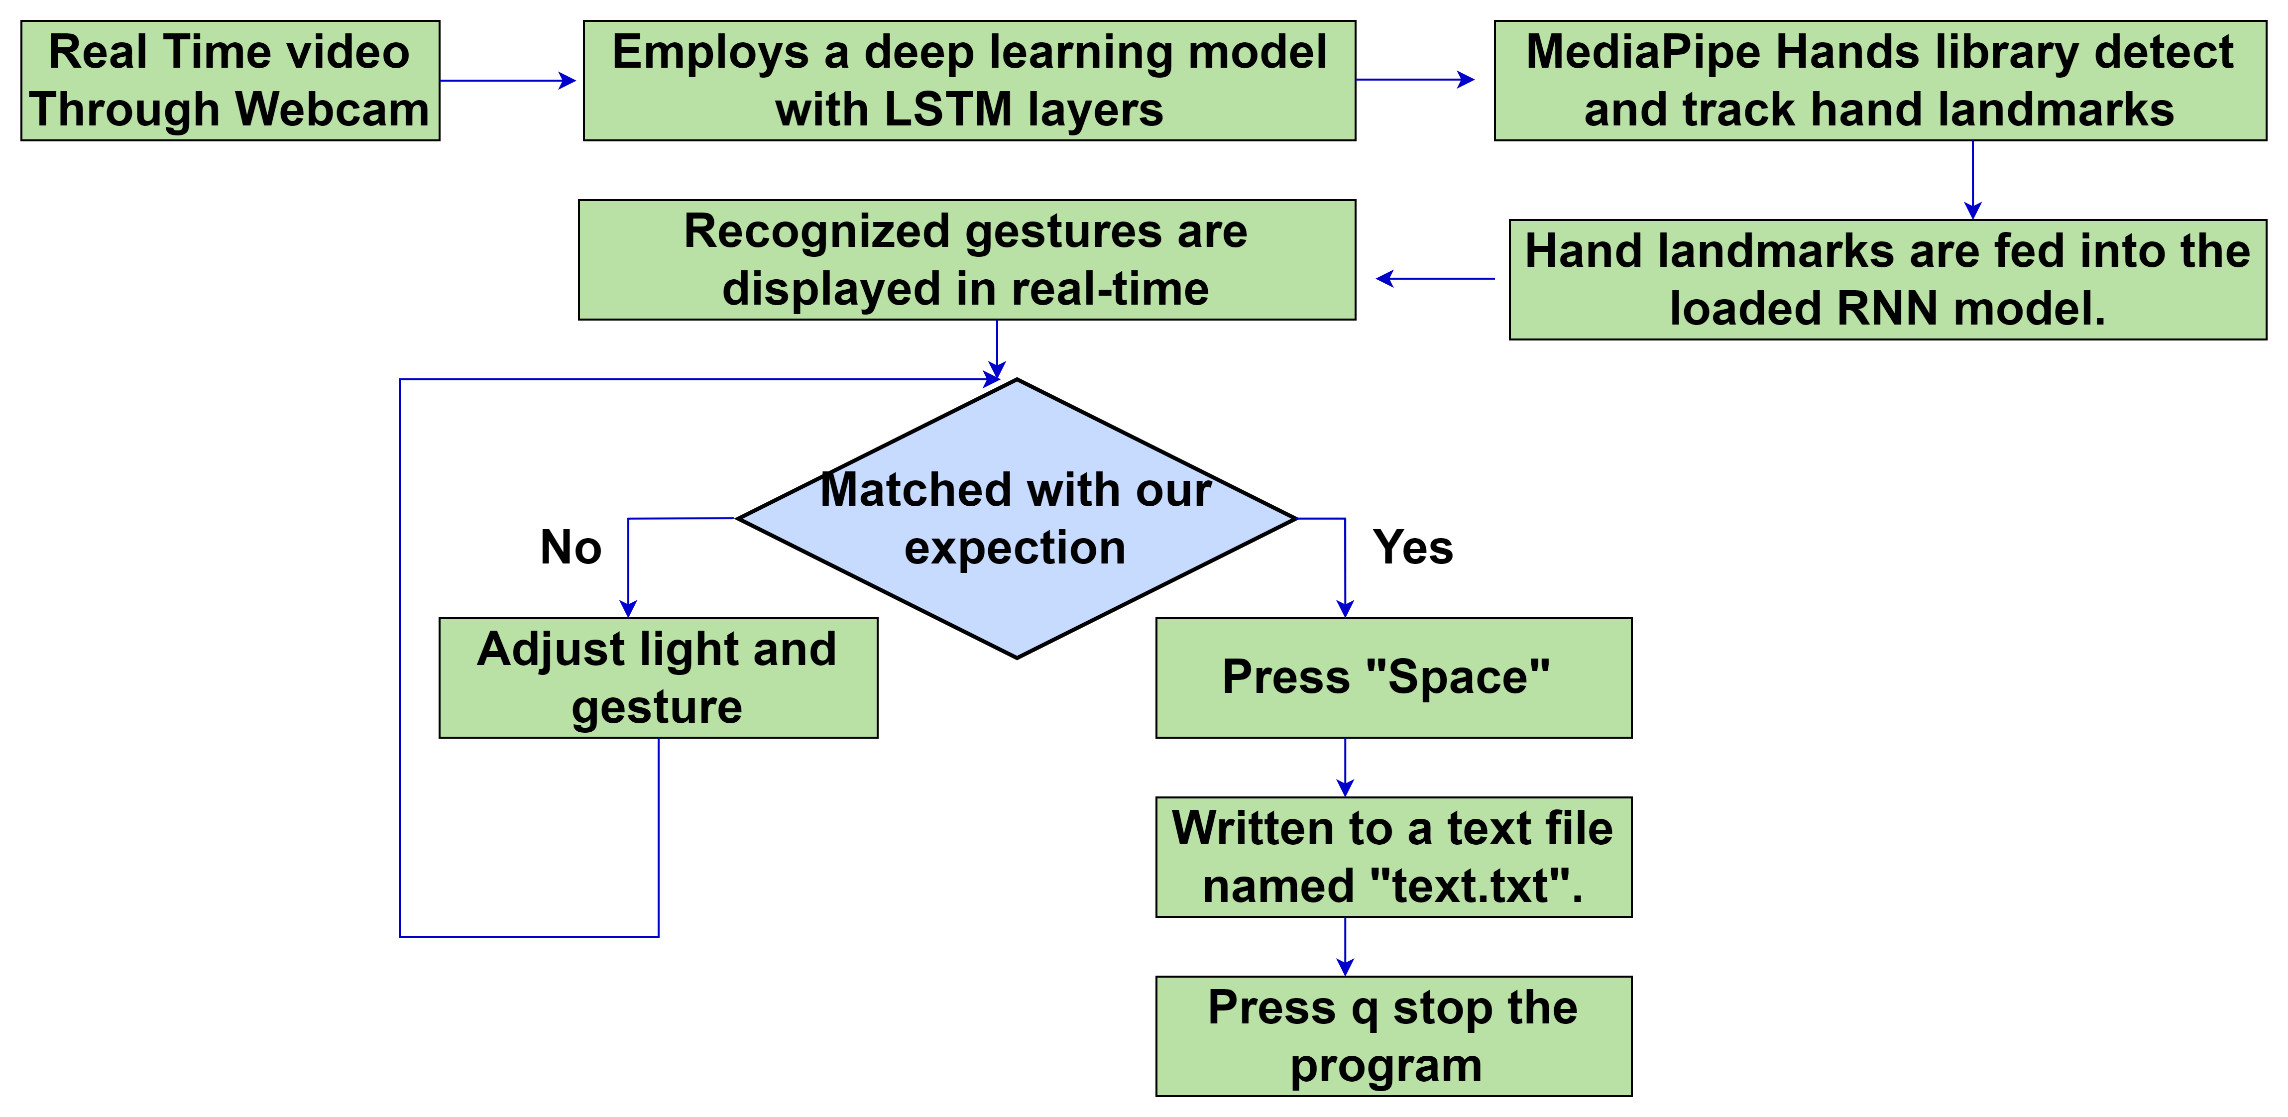 Real Time video
Through Webcam
Employs a deep learning model
with LSTM layers
MediaPipe Hands library detect
and track hand landmarks
Hand landmarks are fed into the
loaded RNN model.
Recognized gestures are
displayed in real-time
Matched with our
expection
No
Yes
Adjust light and
gesture
Press "Space"
Written to a text file
named "text.txt".
Press q stop the
program